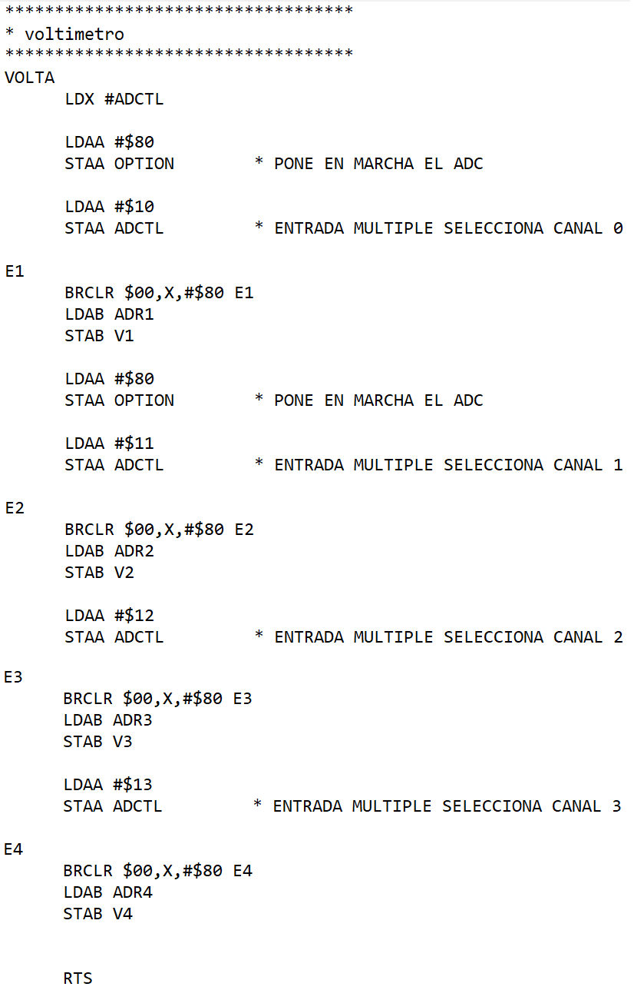 ***********************************
* voltimetro
***********************************
VOLTA
      LDX #ADCTL

      LDAA #$80
      STAA OPTION        * PONE EN MARCHA EL ADC

      LDAA #$10
      STAA ADCTL         * ENTRADA MULTIPLE SELECCIONA CANAL 0

E1
      BRCLR $00,X,#$80 E1
      LDAB ADR1
      STAB V1

      LDAA #$80
      STAA OPTION        * PONE EN MARCHA EL ADC

      LDAA #$11
      STAA ADCTL         * ENTRADA MULTIPLE SELECCIONA CANAL 1

E2
      BRCLR $00,X,#$80 E2
      LDAB ADR2
      STAB V2

      LDAA #$12
      STAA ADCTL         * ENTRADA MULTIPLE SELECCIONA CANAL 2

E3
      BRCLR $00,X,#$80 E3
      LDAB ADR3
      STAB V3

      LDAA #$13
      STAA ADCTL         * ENTRADA MULTIPLE SELECCIONA CANAL 3

E4
      BRCLR $00,X,#$80 E4
      LDAB ADR4
      STAB V4


      RTS